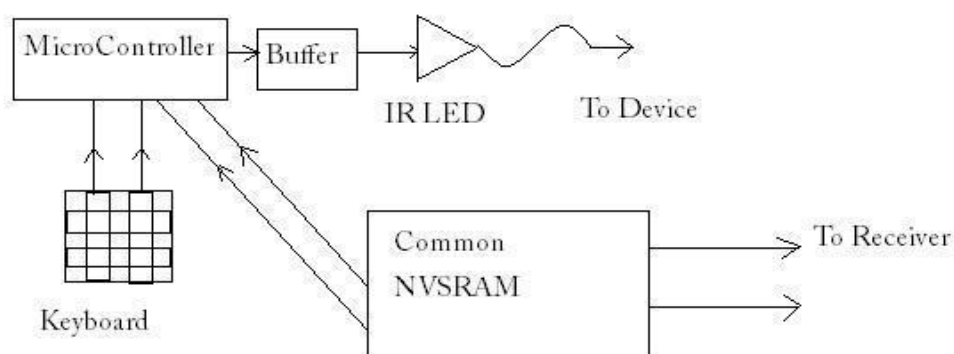 MicroController
Buffer
IR LED
To Device
Common
NVSRAM
To Receiver
Keyboard